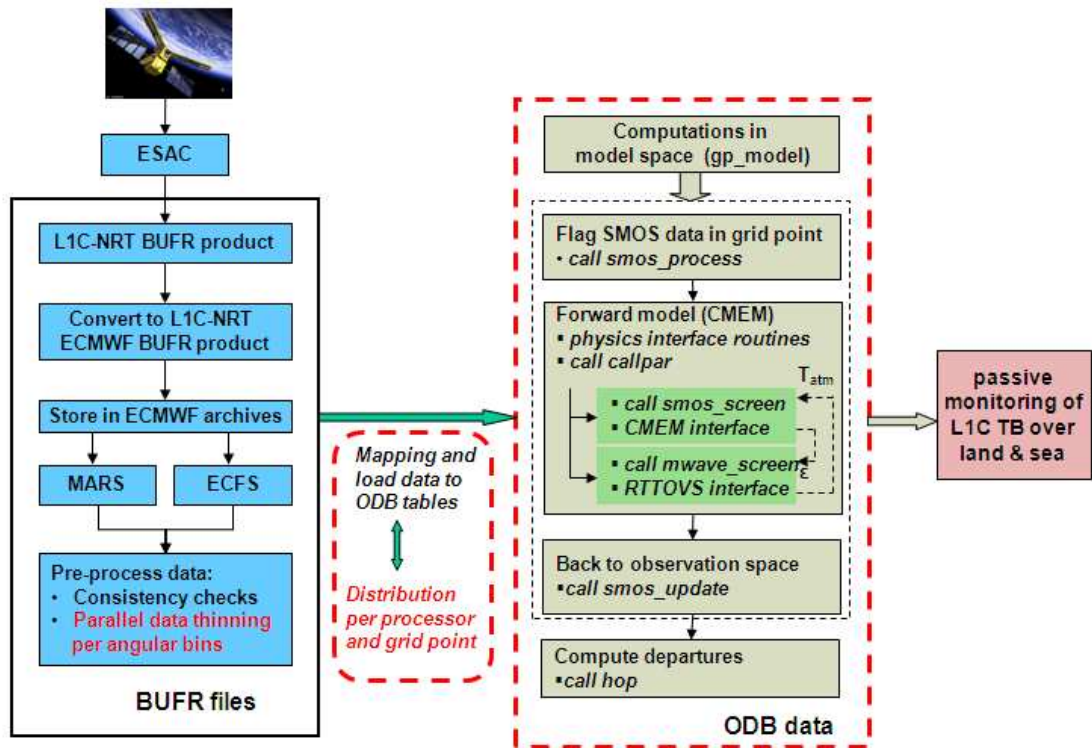 ESAC
L1C-NRT BUFR product
Convert to L1C-NRT
ECMWF BUFR product
Store in ECMWF archives
MARS
ECFS
Pre-process data:
• Consistency checks
• Parallel data thinning
per angular bins
BUFR files
Mapping and
load data to
ODB tables
Distribution
per processor
and grid point
Computations in
model space (gp_model)
Flag SMOS data in grid point
• call smos_process
Forward model (CMEM)
▪ physics interface routines
▪ call callpar
Tatm
▪ call smos_screen
▪ CMEM interface
▪ call mwave_screen
ε
▪ RTTOVS interface
Back to observation space
▪call smos_update
Compute departures
▪call hop
ODB data
passive
monitoring of
L1C TB over
land & sea